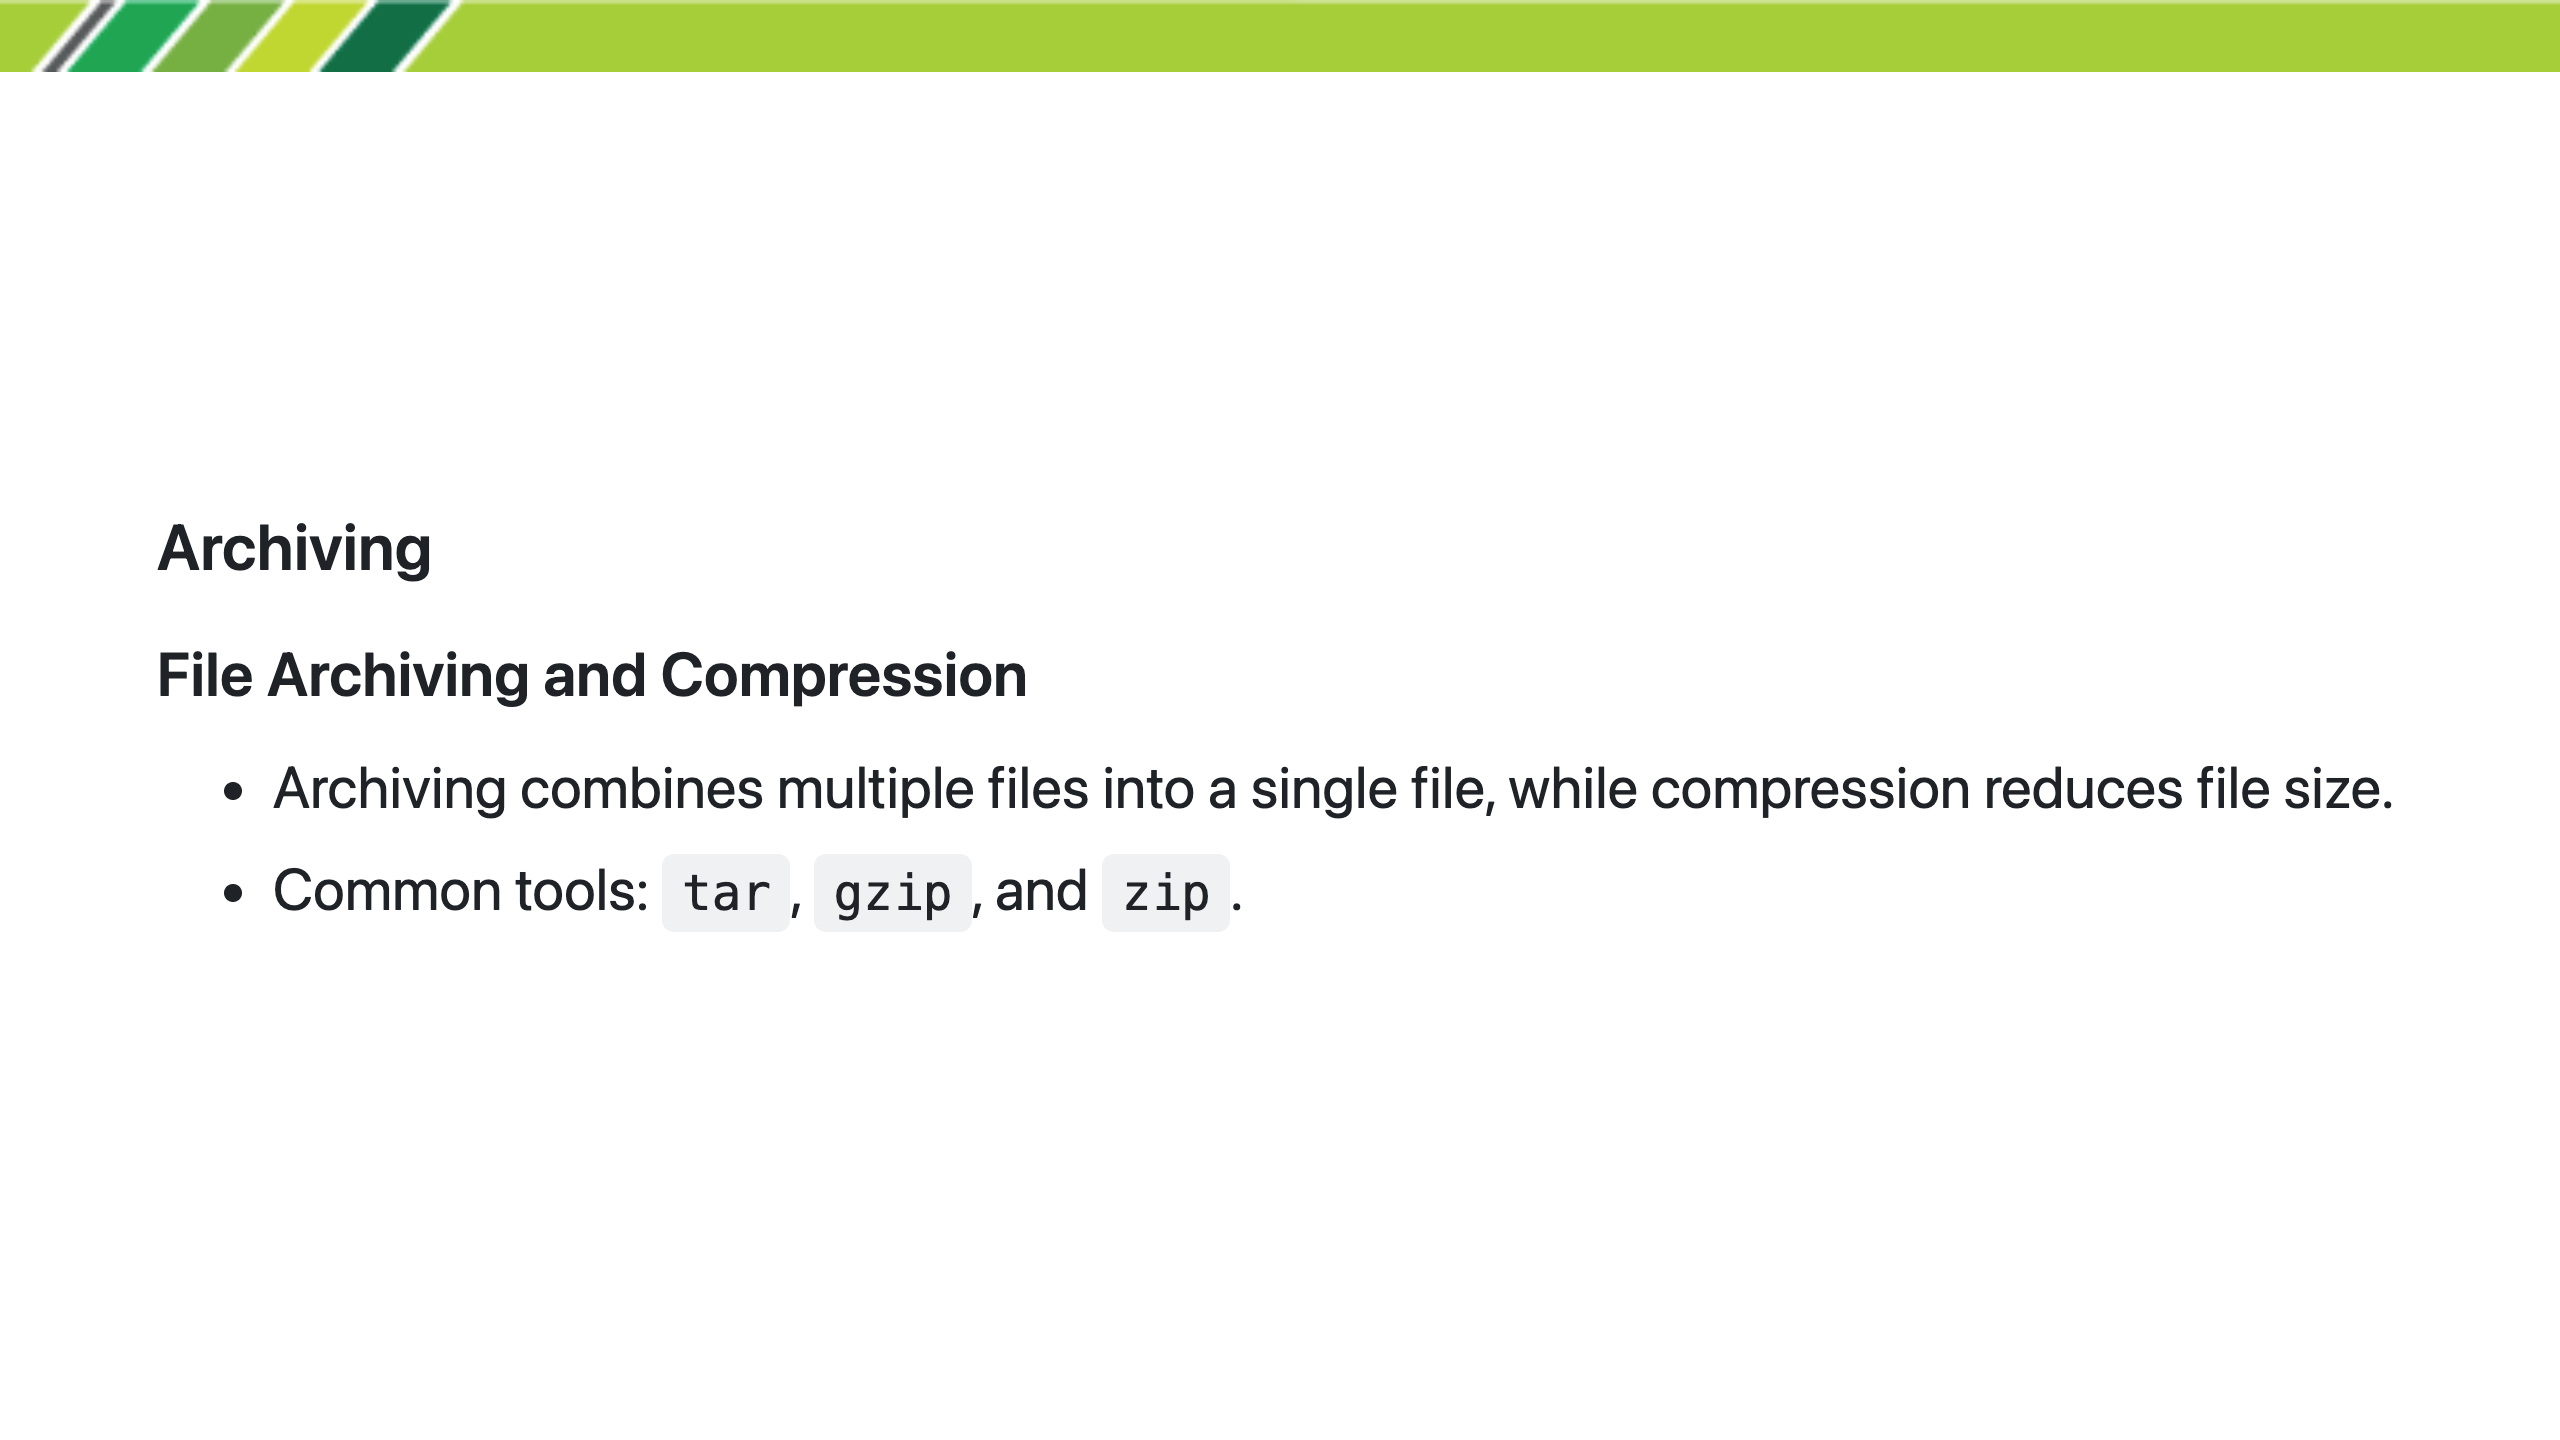 Archiving
File Archiving and Compression
• Archiving combines multiple files into a single file, while compression reduces file size.
• Common tools: tar, gzip, and zip.